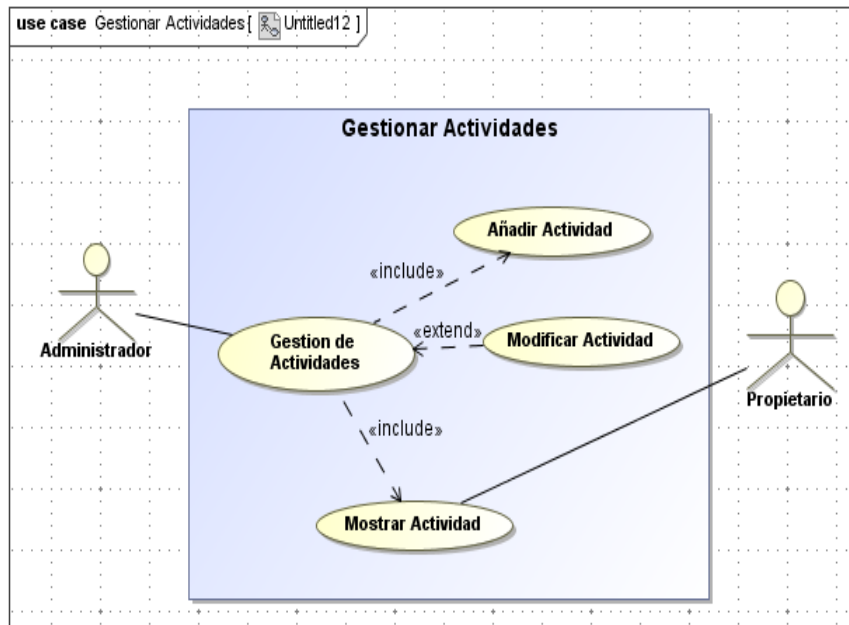 use case Gestionar Actividades [ Untitled12 ]
Gestionar Actividades
Añadir Actividad
«include»
Administrador
Gestion de
Actividades
«extend»
Modificar Actividad
Propietario
«include»
Mostrar Actividad